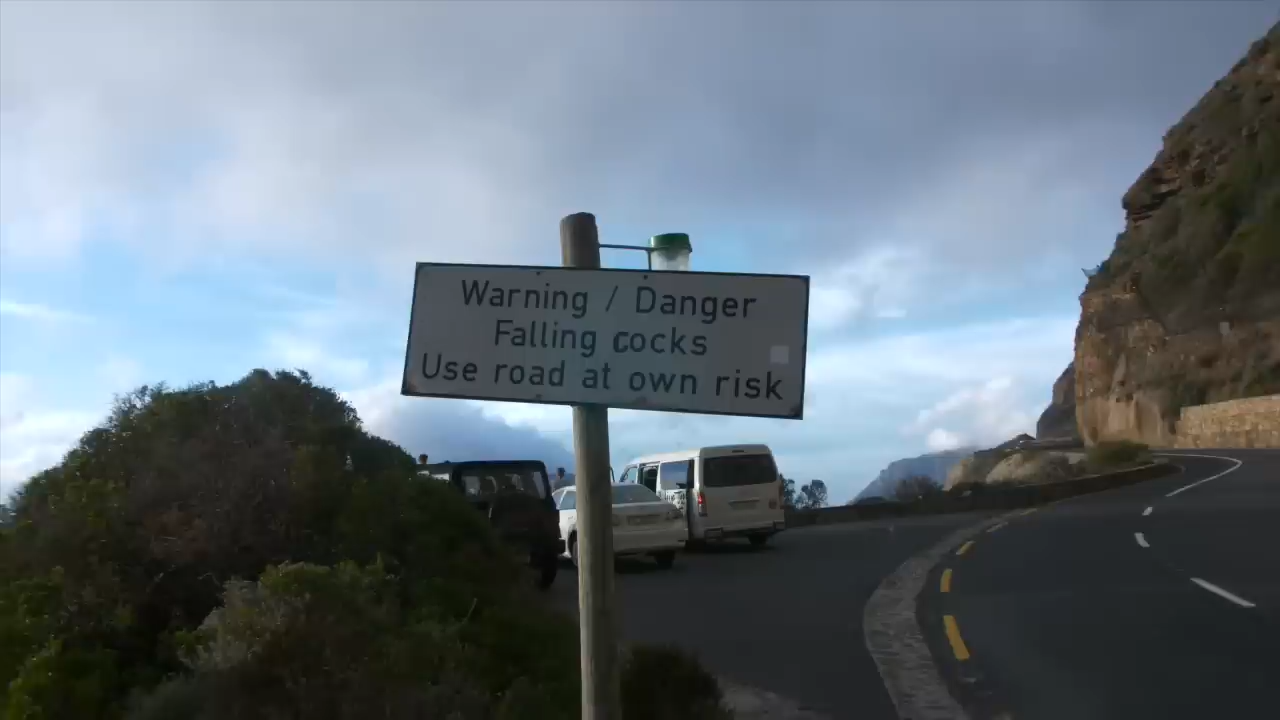 Warning / Danger
Falling cocks
Use road at own risk